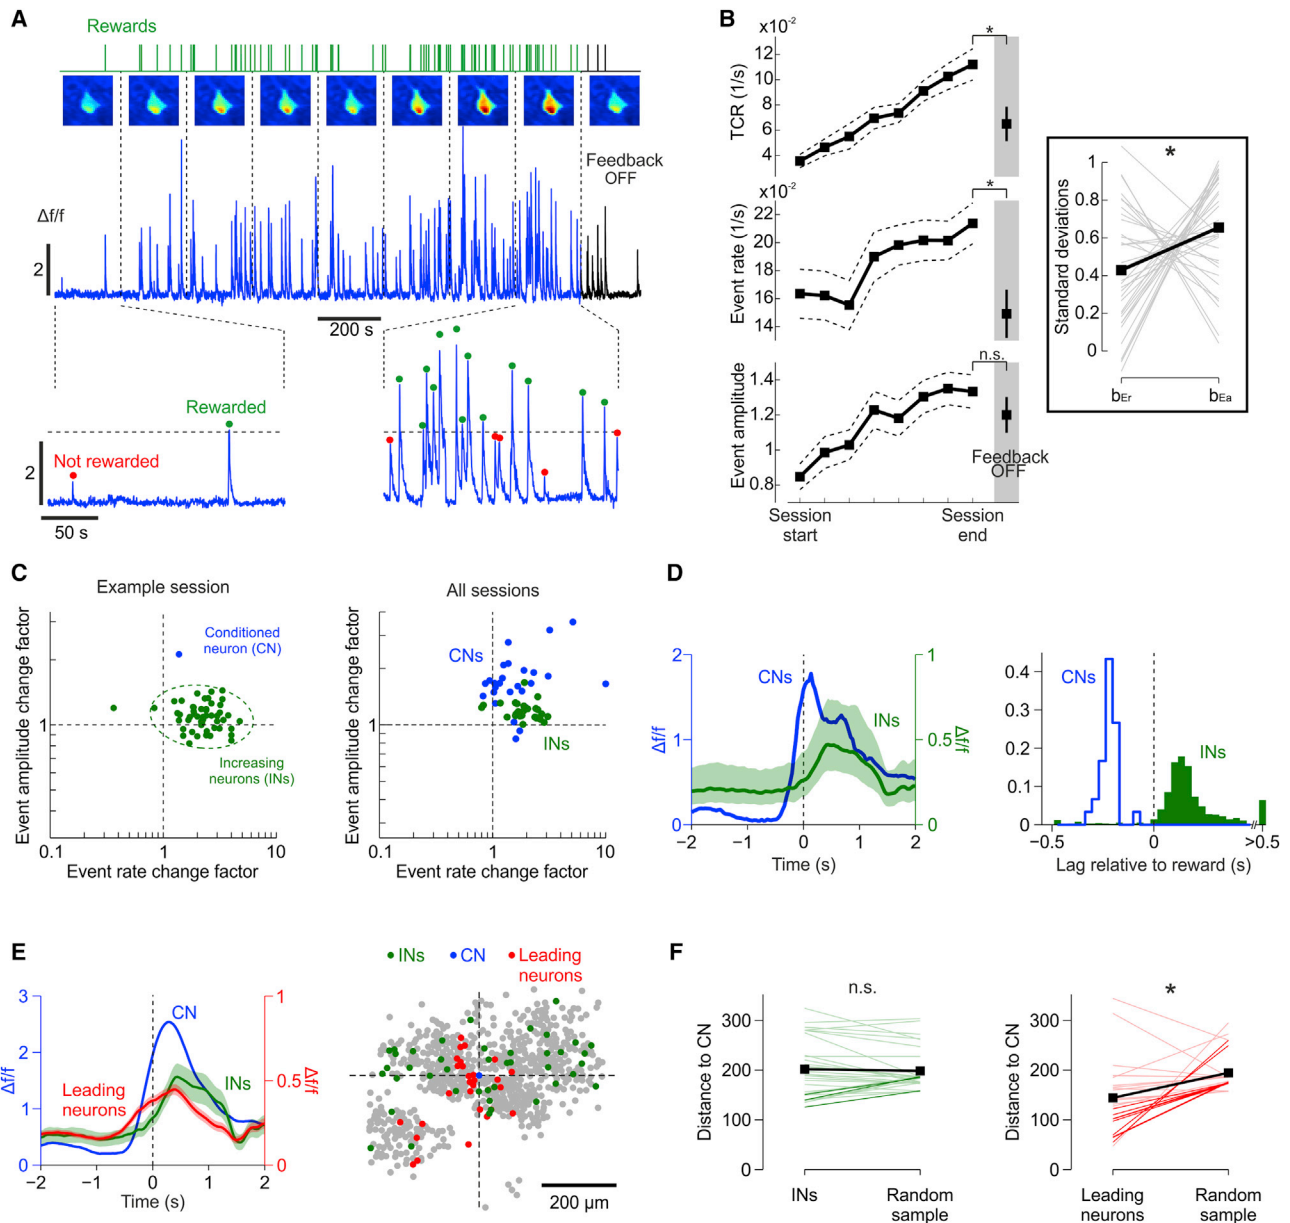 A
Rewards
Feedback
OFF
Δf/f
2
200 s
Rewarded
Not rewarded
2
50 s
B
x10-2
TCR (1/s)
12
10
8
6
4
*
x10-2
Event rate (1/s)
22
20
18
16
14
*
n.s.
Event amplitude
1.4
1.2
1
0.8
Feedback
OFF
Session
start
Session
end
Standard deviations
1
0.8
0.6
0.4
0.2
0
*
bEr
bEa
C
Example session
Event amplitude change factor
1
Conditioned
neuron (CN)
Increasing
neurons (INs)
0.1
1
10
Event rate change factor
All sessions
Event amplitude change factor
1
CNs
INs
0.1
1
10
Event rate change factor
D
Δf/f
2
1
0
CNs
INs
1
0.5
0
Δf/f
−2
−1
0
1
2
Time (s)
0.4
0.3
0.2
0.1
0
CNs
INs
−0.5
0
>0.5
Lag relative to reward (s)
E
Δf/f
3
2
1
0
CN
Leading
neurons
INs
1
0.5
0
Δf/f
−2
−1
0
1
2
Time (s)
INs
CN
Leading
neurons
200 µm
F
n.s.
Distance to CN
300
200
100
0
INs
Random
sample
*
Distance to CN
300
200
100
0
Leading
neurons
Random
sample